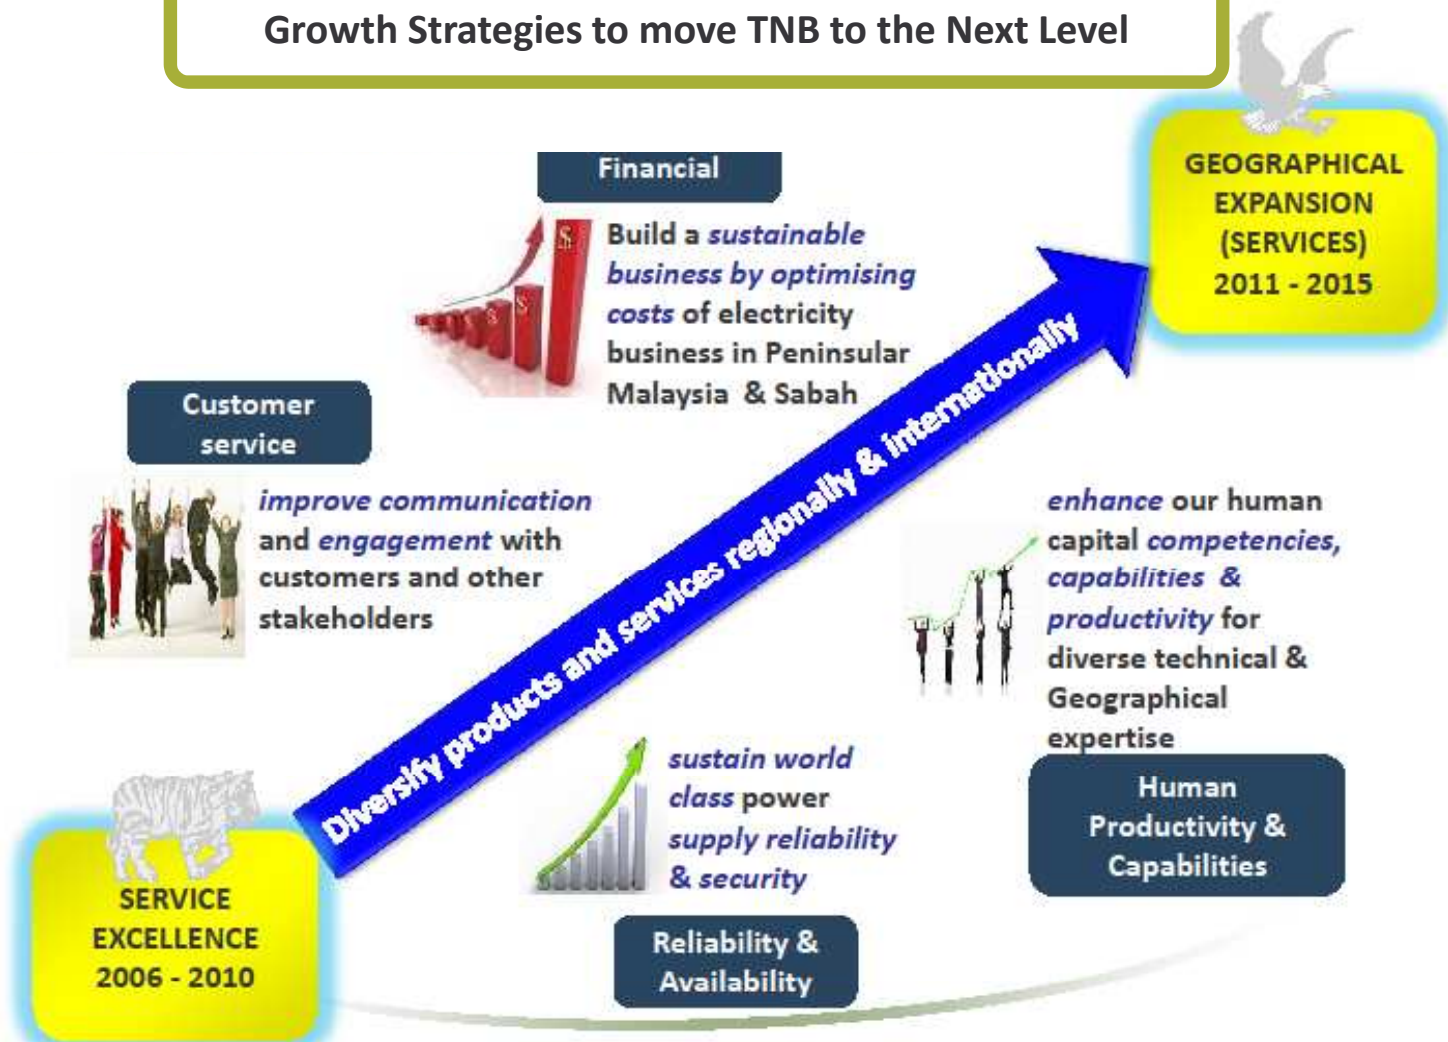 Growth Strategies to move TNB to the Next Level
GEOGRAPHICAL
EXPANSION
(SERVICES)
2011 - 2015
Financial
Build a sustainable
business by optimising
costs of electricity
business in Peninsular
Malaysia & Sabah
Customer
service
improve communication
and engagement with
customers and other
stakeholders
Diversify products and services regionally & internationally
enhance our human
capital competencies,
capabilities &
productivity for
diverse technical &
Geographical
expertise
Human
Productivity &
Capabilities
sustain world
class power
supply reliability
& security
Reliability &
Availability
SERVICE
EXCELLENCE
2006 - 2010